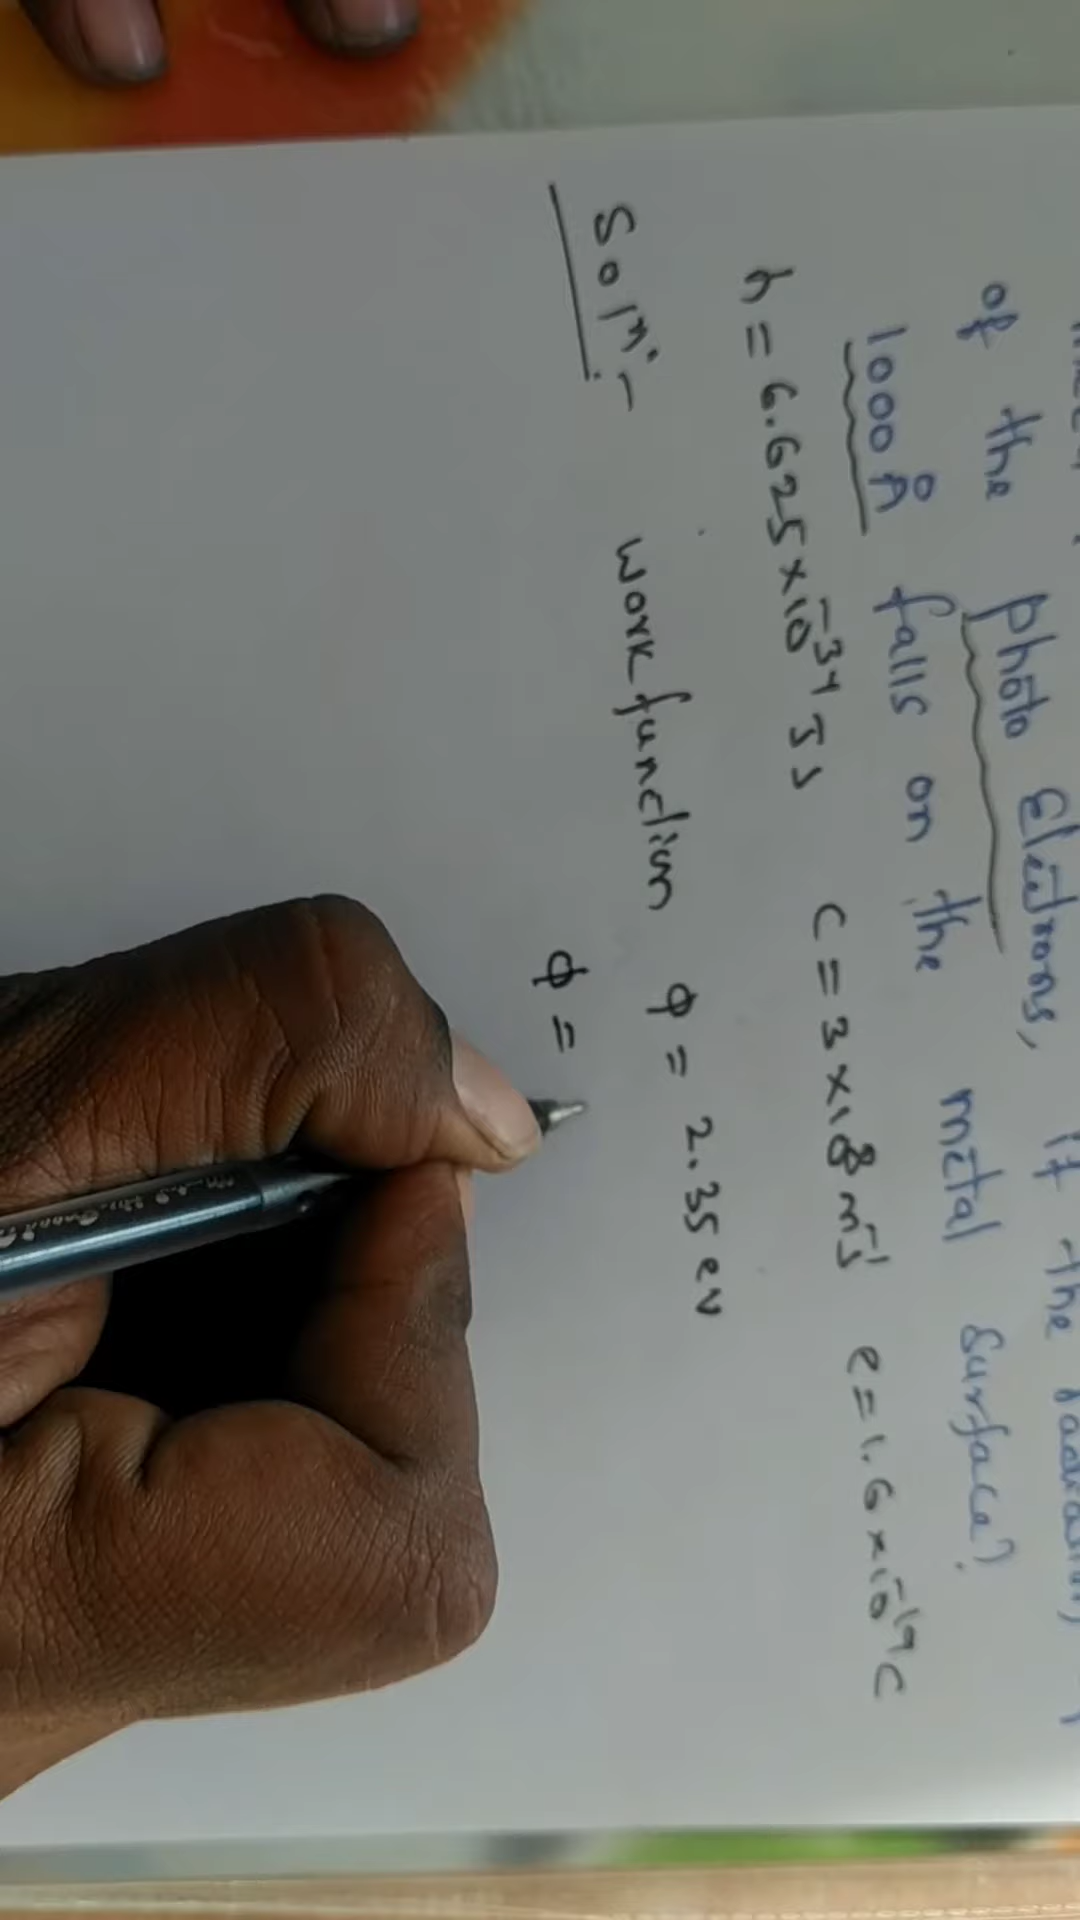 of the photo Electrons, if the
1000 Å falls on the metal surface?
h = 6.625×10⁻³⁴ Js c = 3×10⁸ ms⁻¹ e = 1.6×10⁻¹⁹ C
Soln:- work function φ = 2.35 ev
φ =